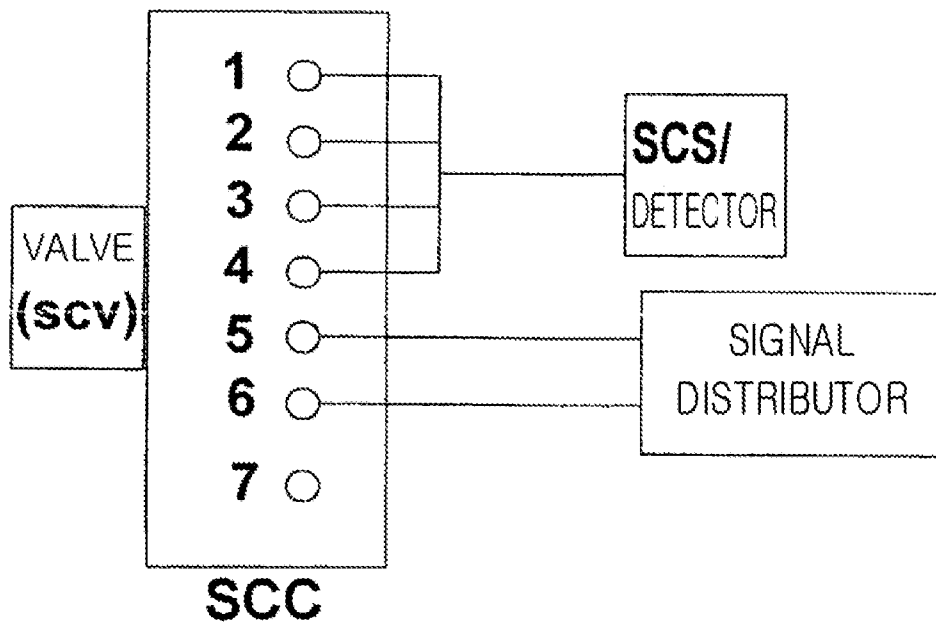 1
2
3
4
5
6
7
VALVE
(scv)
SCS/
DETECTOR
SIGNAL
DISTRIBUTOR
SCC